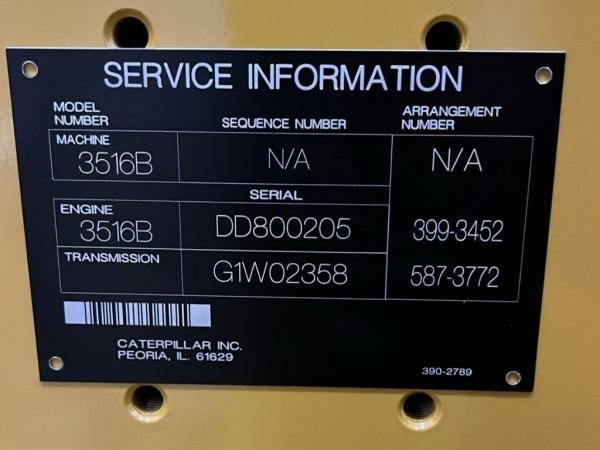 SERVICE INFORMATION
MODEL NUMBER SEQUENCE NUMBER ARRANGEMENT NUMBER
MACHINE
3516B N/A N/A
SERIAL
ENGINE
3516B DD800205 399-3452
TRANSMISSION
G1W02358 587-3772
CATERPILLAR INC.
PEORIA, IL. 61629
390-2789